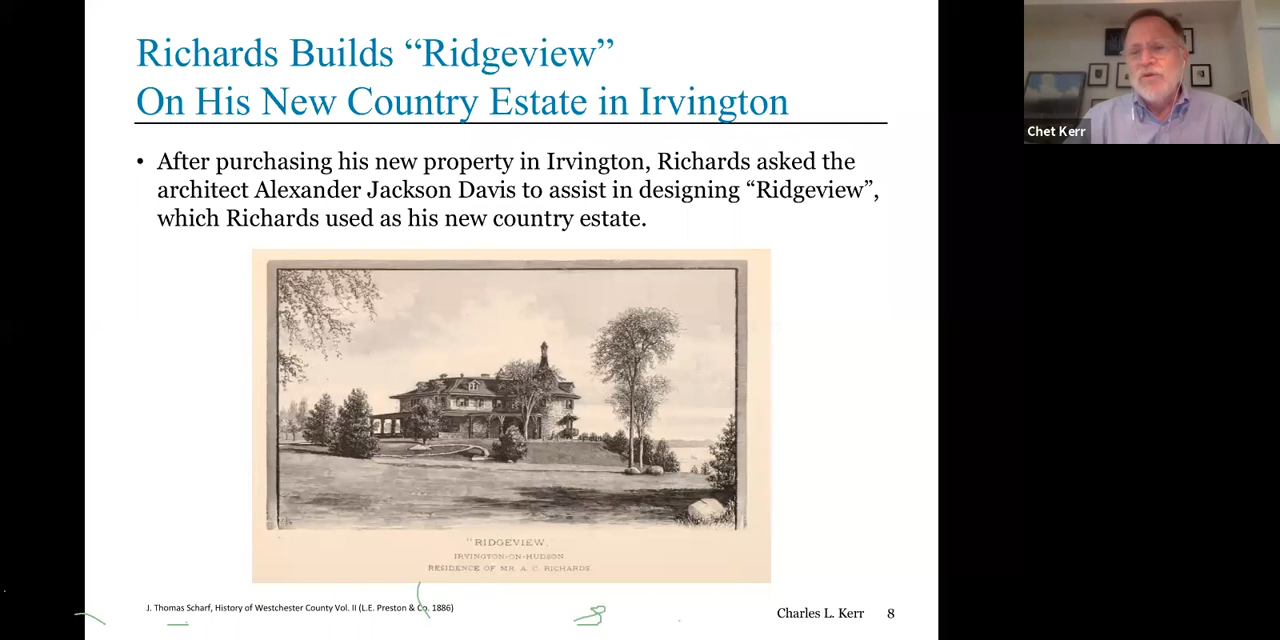 Richards Builds “Ridgeview”
On His New Country Estate in Irvington
• After purchasing his new property in Irvington, Richards asked the
architect Alexander Jackson Davis to assist in designing “Ridgeview”,
which Richards used as his new country estate.
"RIDGEVIEW,
IRVINGTON-ON-HUDSON
RESIDENCE OF MR. A. C. RICHARDS
J. Thomas Scharf, History of Westchester County Vol. II (L.E. Preston & Co. 1886)
Charles L. Kerr 8
Chet Kerr